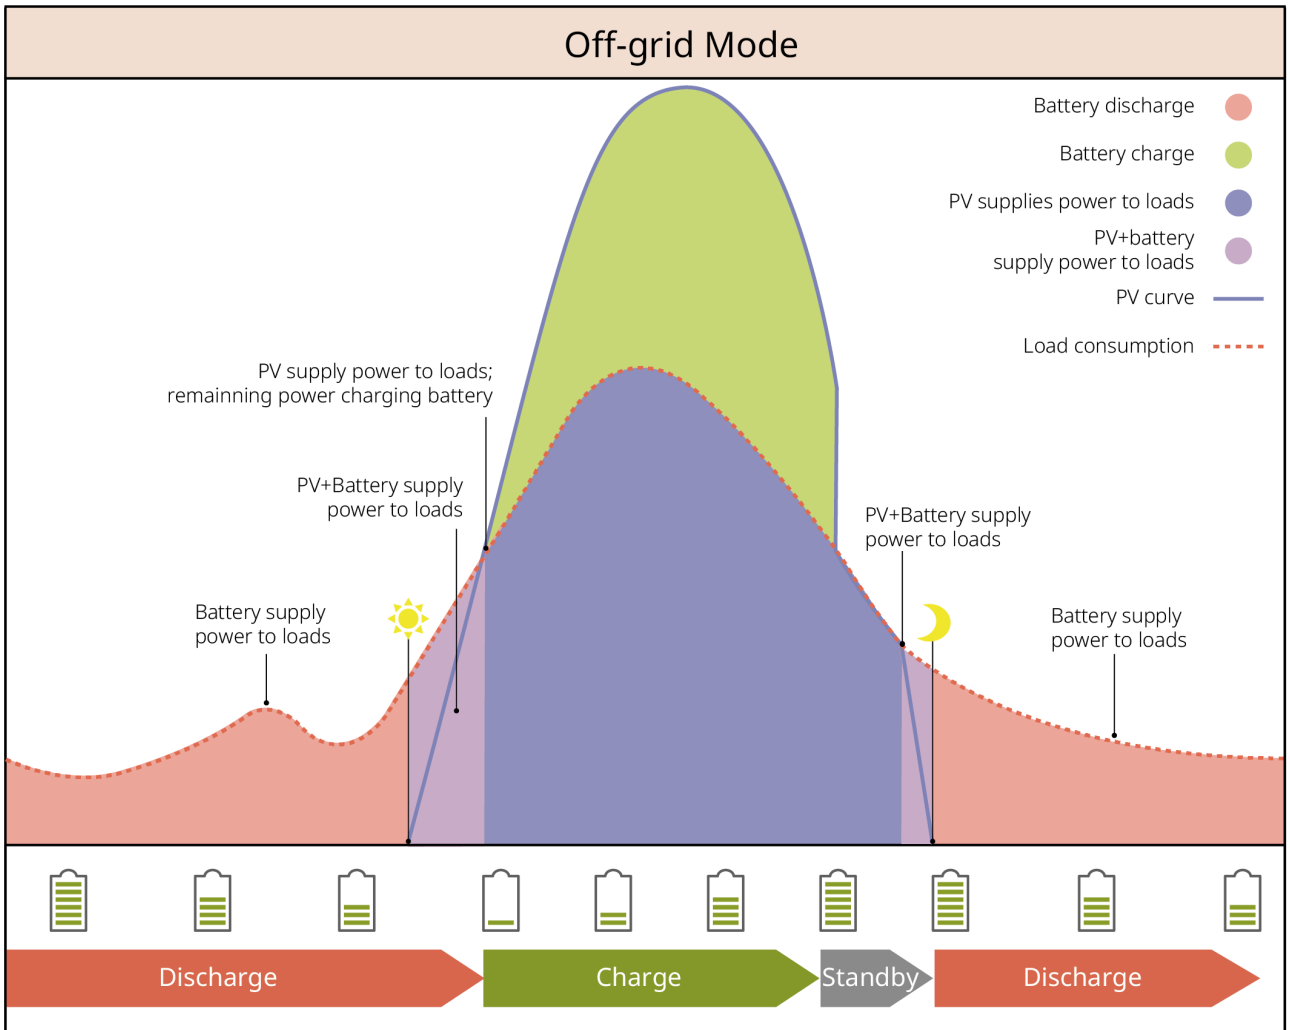 Off-grid Mode
Battery discharge
Battery charge
PV supplies power to loads
PV+battery
supply power to loads
PV curve
Load consumption
PV supply power to loads;
remainning power charging battery
PV+Battery supply
power to loads
PV+Battery supply
power to loads
Battery supply
power to loads
Battery supply
power to loads
Discharge
Charge
Standby
Discharge